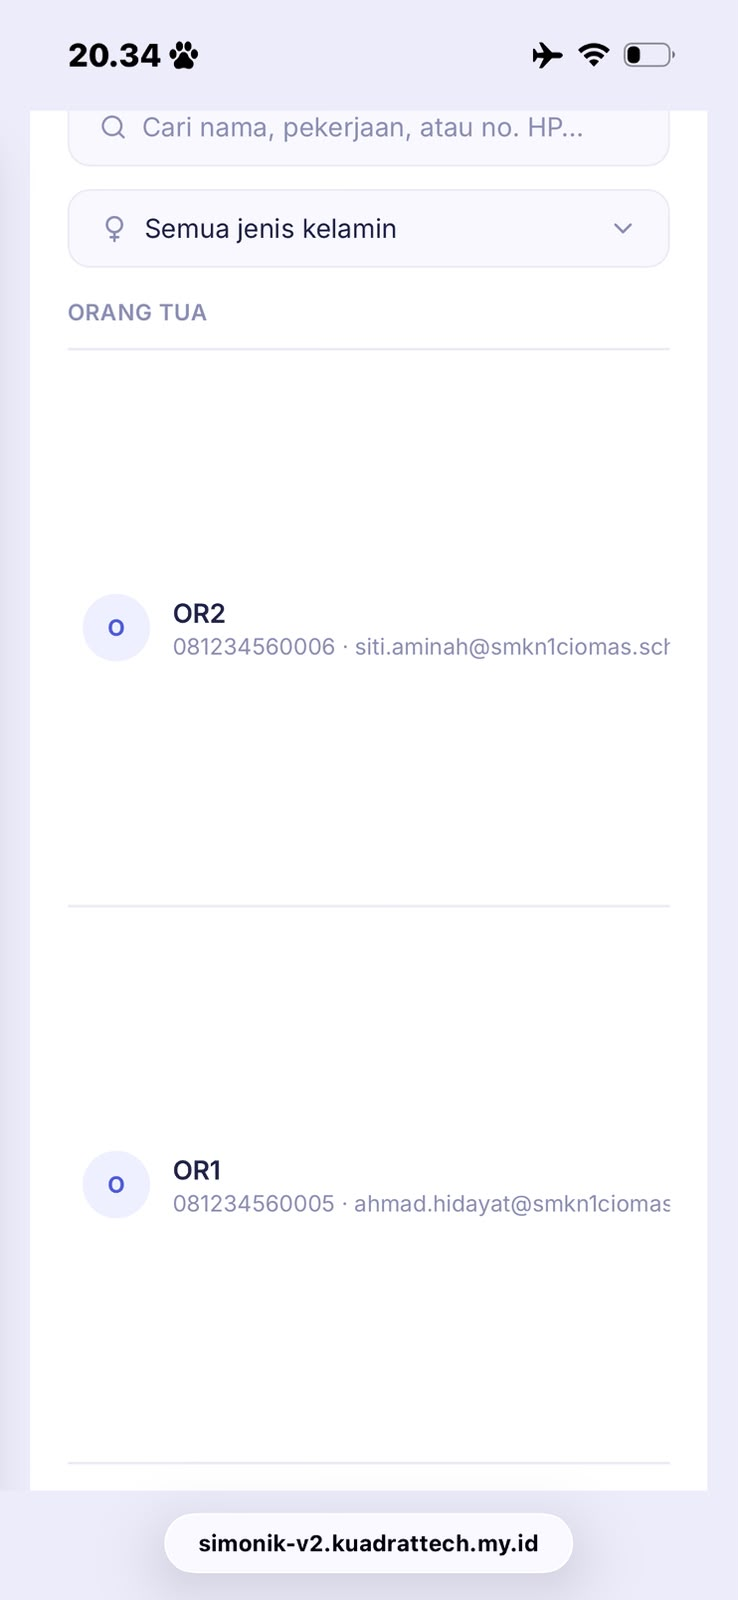 20.34
Cari nama, pekerjaan, atau no. HP...
Semua jenis kelamin
ORANG TUA
O
OR2
081234560006 · siti.aminah@smkn1ciomas.sch
O
OR1
081234560005 · ahmad.hidayat@smkn1ciomas
simonik-v2.kuadrattech.my.id